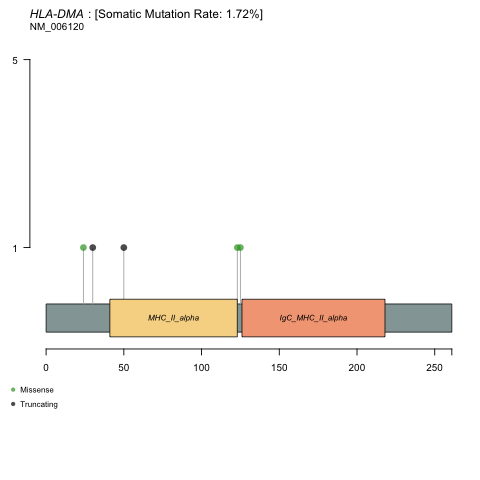 HLA-DMA : [Somatic Mutation Rate: 1.72%]
NM_006120
5
1
MHC_II_alpha
IgC_MHC_II_alpha
0 50 100 150 200 250
Missense
Truncating